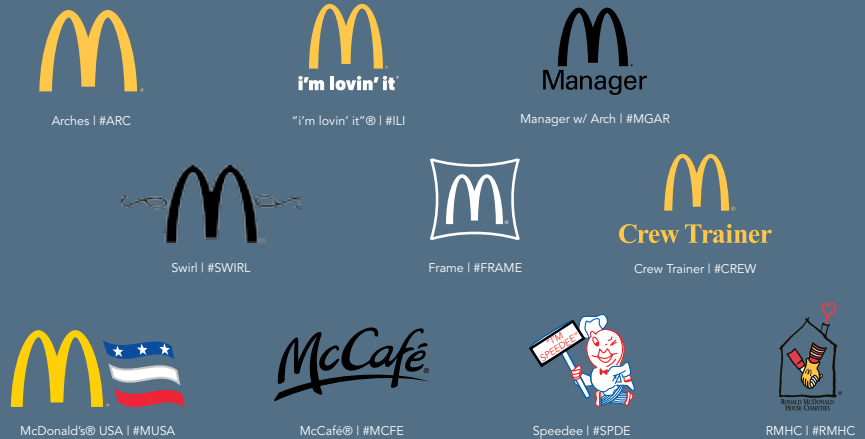 i'm lovin' it®
Manager
Arches | #ARC
"i'm lovin' it"® | #ILI
Manager w/ Arch | #MGAR
Crew Trainer
Swirl | #SWIRL
Frame | #FRAME
Crew Trainer | #CREW
McCafé®
"I'M
SPEEDEE"
RONALD MCDONALD
HOUSE CHARITIES
McDonald's® USA | #MUSA
McCafé® | #MCFE
Speedee | #SPDE
RMHC | #RMHC